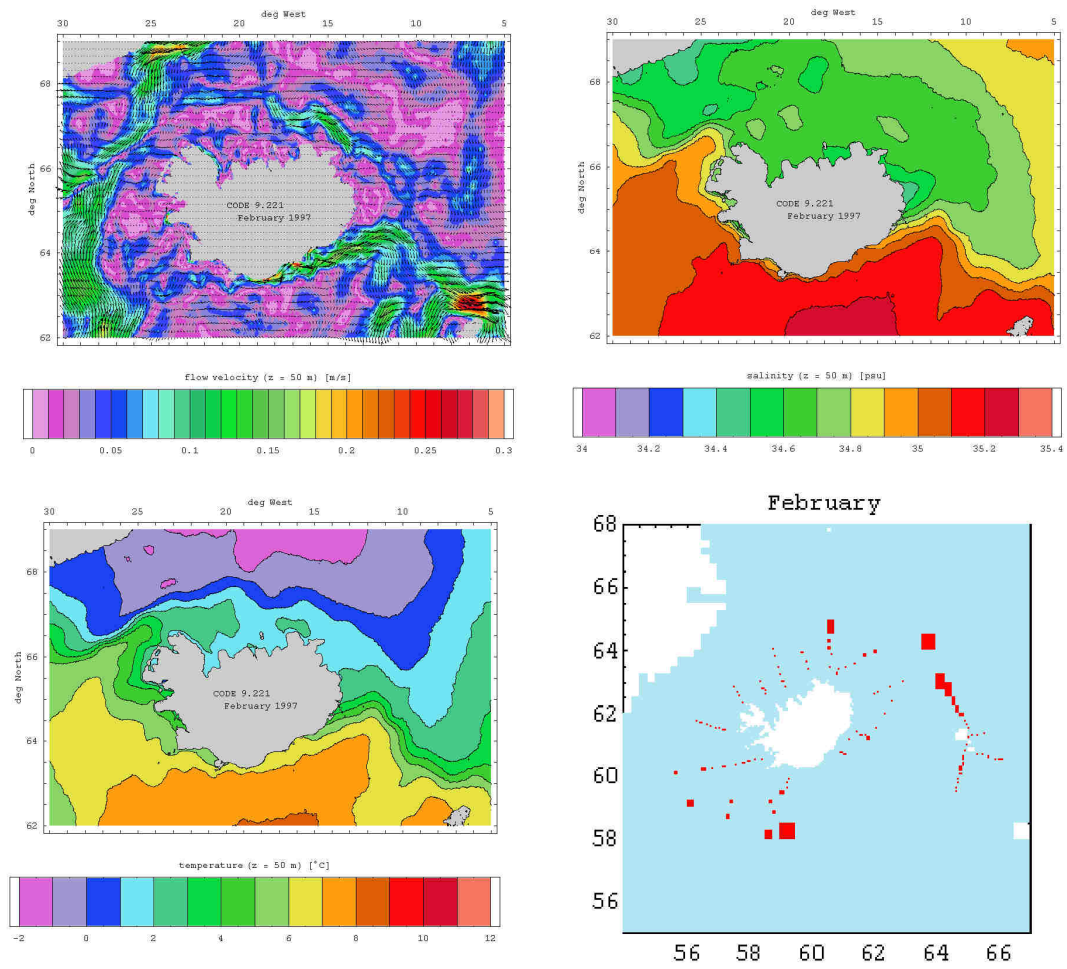 deg West
30 25 20 15 10 5
deg North
68
66
64
62
CODE 9.221
February 1997
flow velocity (z = 50 m) [m/s]
0 0.05 0.1 0.15 0.2 0.25 0.3
deg West
30 25 20 15 10 5
deg North
68
66
64
62
CODE 9.221
February 1997
salinity (z = 50 m) [psu]
34 34.2 34.4 34.6 34.8 35 35.2 35.4
deg West
30 25 20 15 10 5
deg North
68
66
64
62
CODE 9.221
February 1997
temperature (z = 50 m) [°C]
-2 0 2 4 6 8 10 12
February
68
66
64
62
60
58
56
56 58 60 62 64 66